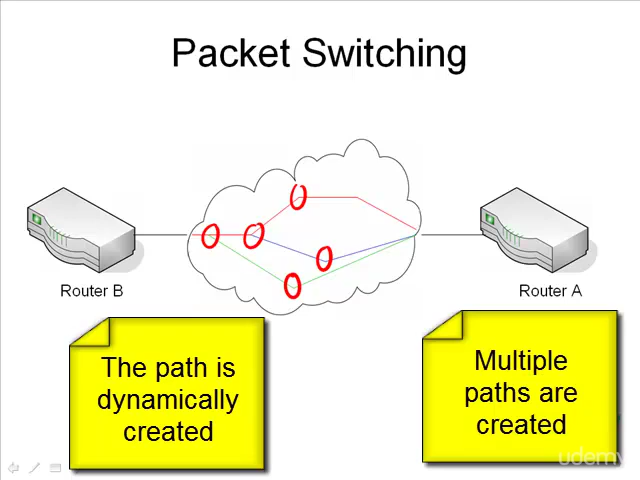 Packet Switching
Router B
Router A
The path is
dynamically
created
Multiple
paths are
created
udemy